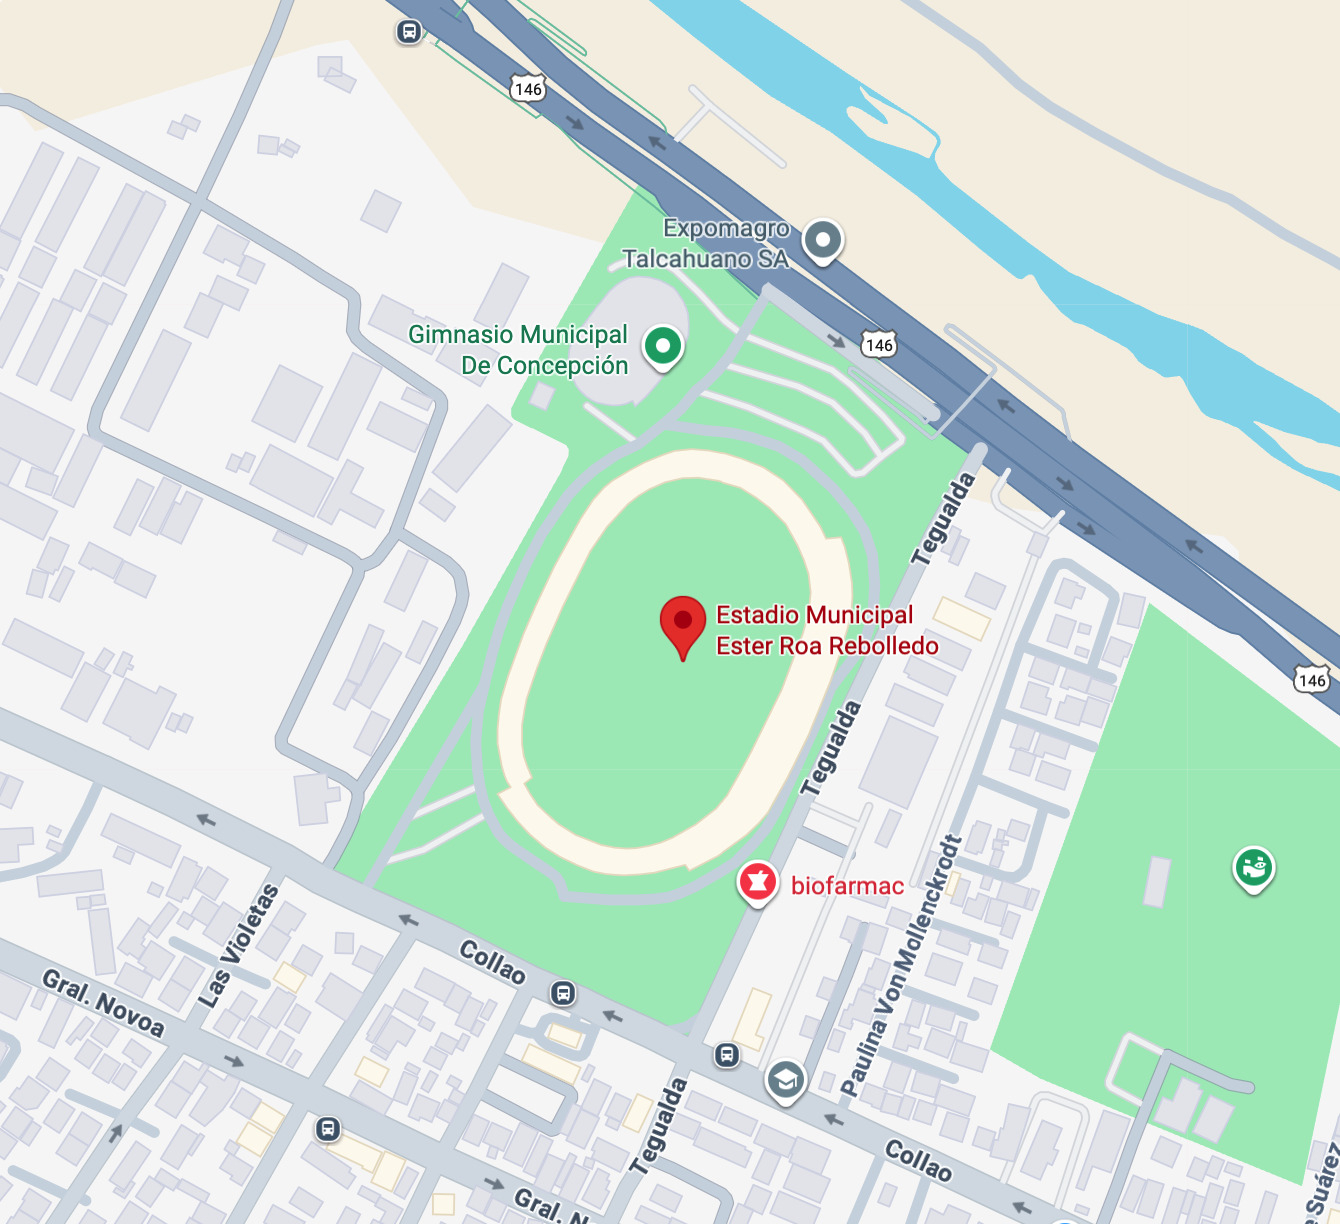 146
Expomagro
Talcahuano SA
Gimnasio Municipal
De Concepción
146
Tegualda
Estadio Municipal
Ester Roa Rebolledo
146
Tegualda
biofarmac
Paulina Von Mollenckrodt
Las Violetas
Collao
Gral. Novoa
Tegualda
Collao
Gral. N
Suárez